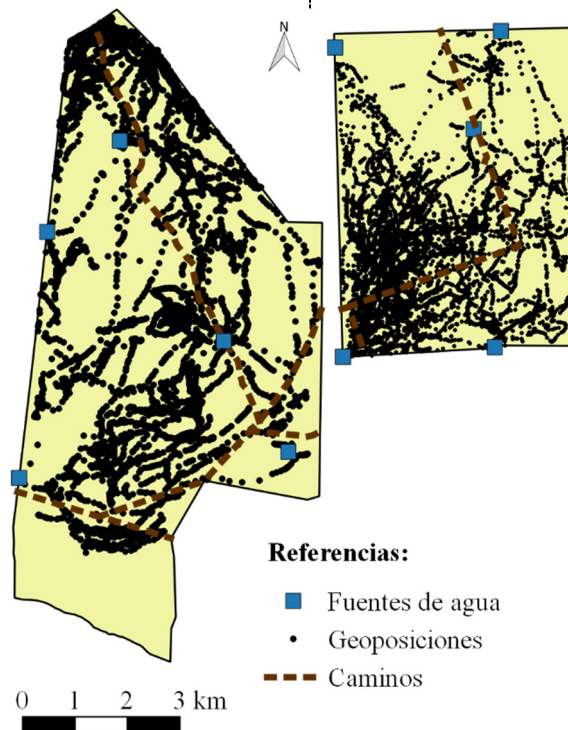 N
Referencias:
Fuentes de agua
Geoposiciones
Caminos
0 1 2 3 km